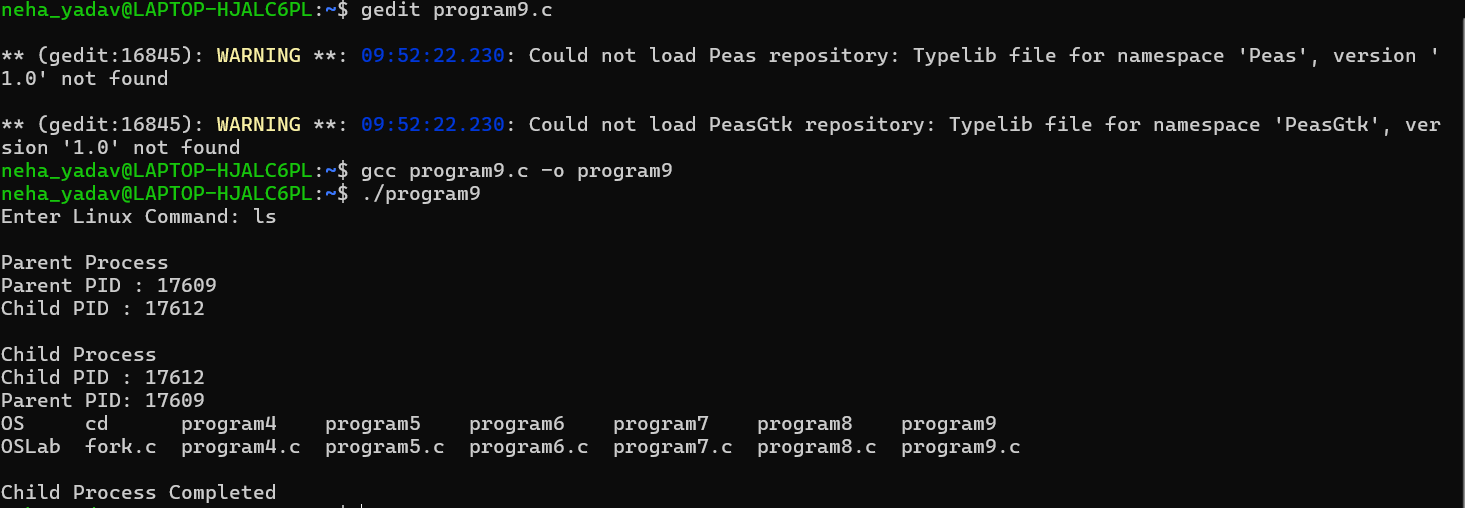 neha_yadav@LAPTOP-HJALC6PL:~$ gedit program9.c
** (gedit:16845): WARNING **: 09:52:22.230: Could not load Peas repository: Typelib file for namespace 'Peas', version '
1.0' not found
** (gedit:16845): WARNING **: 09:52:22.230: Could not load PeasGtk repository: Typelib file for namespace 'PeasGtk', ver
sion '1.0' not found
neha_yadav@LAPTOP-HJALC6PL:~$ gcc program9.c -o program9
neha_yadav@LAPTOP-HJALC6PL:~$ ./program9
Enter Linux Command: ls
Parent Process
Parent PID : 17609
Child PID : 17612
Child Process
Child PID : 17612
Parent PID: 17609
OS cd program4 program5 program6 program7 program8 program9
OSLab fork.c program4.c program5.c program6.c program7.c program8.c program9.c
Child Process Completed